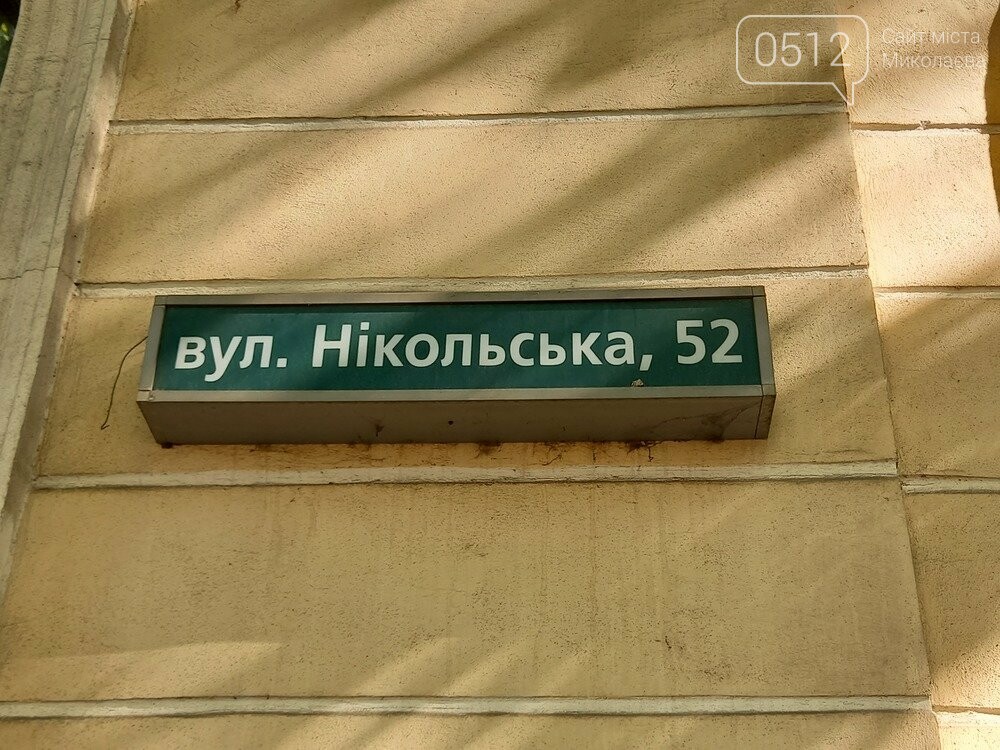 0512
Сайт міста
Миколаєва
вул. Нікольська, 52